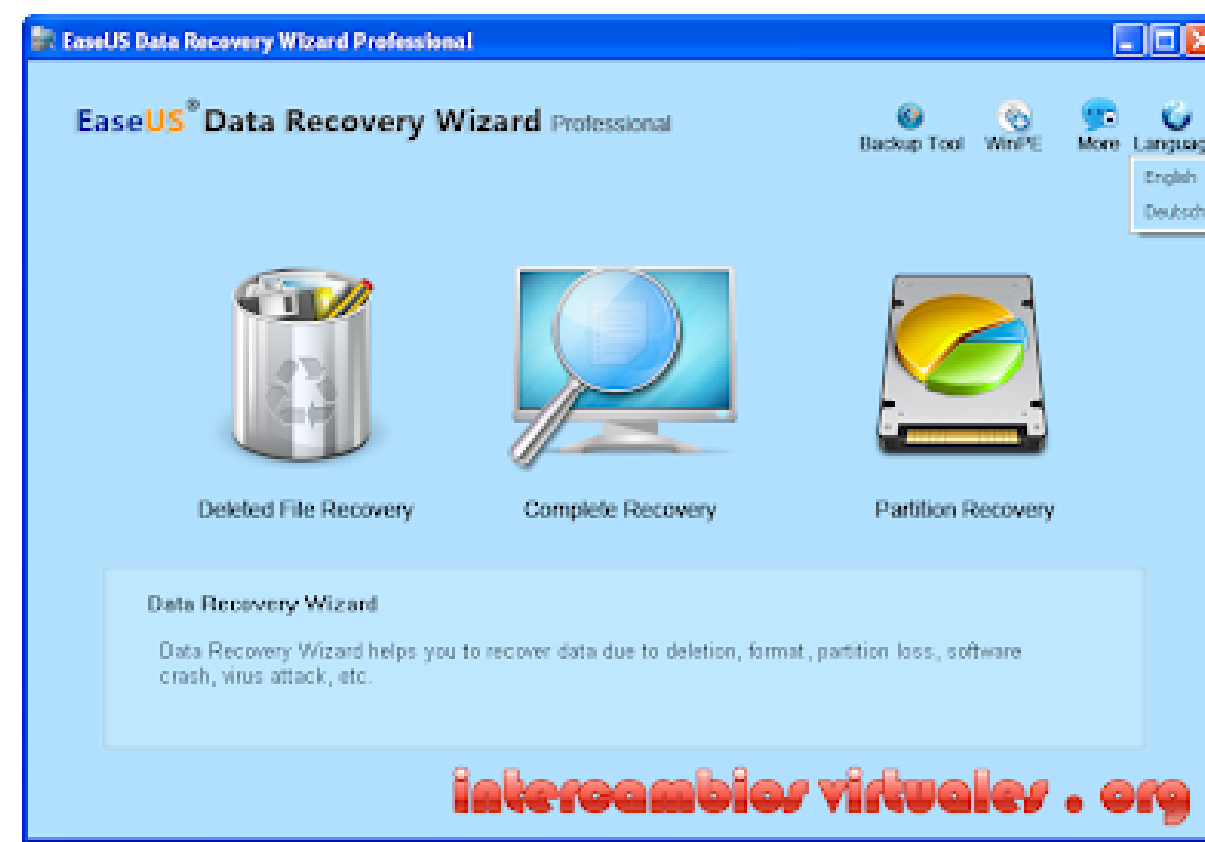 EaseUS Data Recovery Wizard Professional
EaseUS® Data Recovery Wizard Professional
Backup Tool
WinPE
More
Languag
English
Deutsch
Deleted File Recovery
Complete Recovery
Partition Recovery
Data Recovery Wizard
Data Recovery Wizard helps you to recover data due to deletion, format, partition loss, software
crash, virus attack, etc.
intercambios virtuales . org